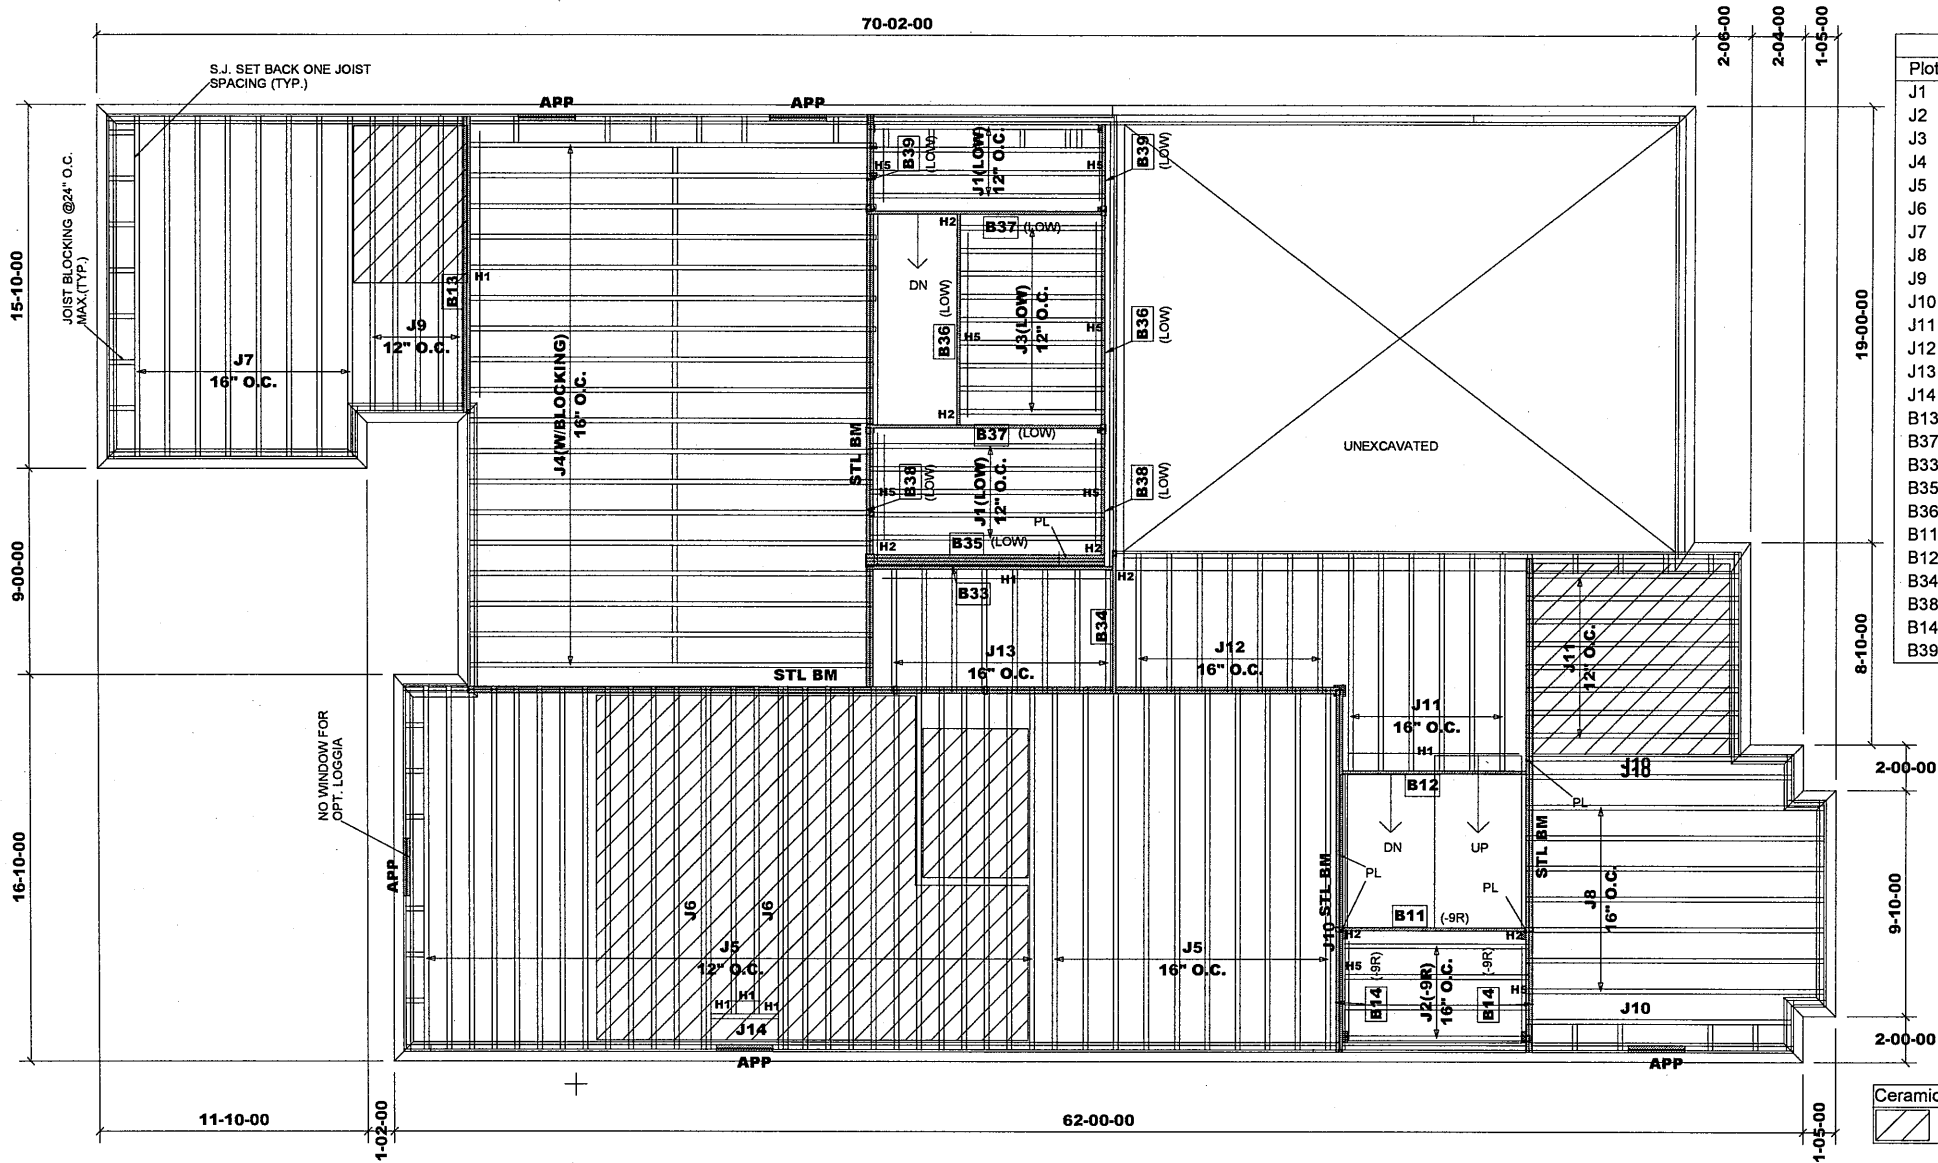 70-02-00
2-06-00
2-04-00
1-05-00
S.J. SET BACK ONE JOIST
SPACING (TYP.)
APP
APP
Plot
J1
J2
J3
J4
J5
J6
J7
J8
J9
J10
J11
J12
J13
J14
B13
B37
B33
B35
B36
B11
B12
B34
B38
B14
B39
15-10-00
JOIST BLOCKING @24" O.C.
MAX.(TYP.)
B39
(LOW)
H5
J1(LOW)
12" O.C.
H5
B39
(LOW)
H2
B37 (LOW)
DN
H1
B13
J9
12" O.C.
J7
16" O.C.
J4(W/BLOCKING)
16" O.C.
(LOW)
B36
H5
J3(LOW)
12" O.C.
H5
B36
(LOW)
H2
19-00-00
B37 (LOW)
STL BM
UNEXCAVATED
H5
B38
(LOW)
J1(LOW)
12" O.C.
H5
B38
(LOW)
PL
H2
B35 (LOW)
H2
9-00-00
H1
H2
B33
B34
J13
16" O.C.
J12
16" O.C.
J11
12" O.C.
8-10-00
STL BM
J11
16" O.C.
H1
J10
J10
2-00-00
NO WINDOW FOR
OPT. LOGGIA
B12
PL
DN
UP
STL BM
16-10-00
APP
PL
PL
STL BM
J8
16" O.C.
9-10-00
J6
J6
B11 (-9R)
J10
H2
H2
J5
12" O.C.
J5
16" O.C.
H5
B14
(-9R)
J2(-9R)
16" O.C.
(-9R)
B14
H5
H1
H1
H1
J14
J10
2-00-00
APP
APP
Ceramic
11-10-00
1-02-00
62-00-00
1-05-00